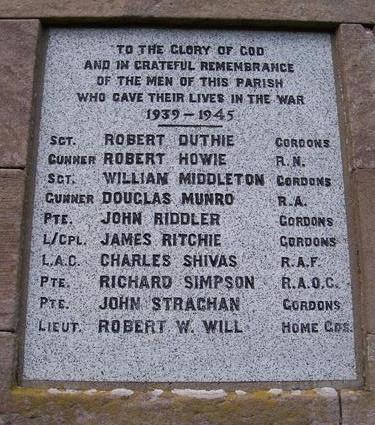 TO THE GLORY OF GOD
AND IN GRATEFUL REMEMBRANCE
OF THE MEN OF THIS PARISH
WHO GAVE THEIR LIVES IN THE WAR
1939-1945
SGT. ROBERT DUTHIE GORDONS
GUNNER ROBERT HOWIE R.N.
SGT. WILLIAM MIDDLETON GORDONS
GUNNER DOUGLAS MUNRO R.A.
PTE. JOHN RIDDLER GORDONS
L/CPL. JAMES RITCHIE GORDONS
L.A.C. CHARLES SHIVAS R.A.F.
PTE. RICHARD SIMPSON R.A.O.C.
PTE. JOHN STRACHAN GORDONS
LIEUT. ROBERT W. WILL HOME GDS.